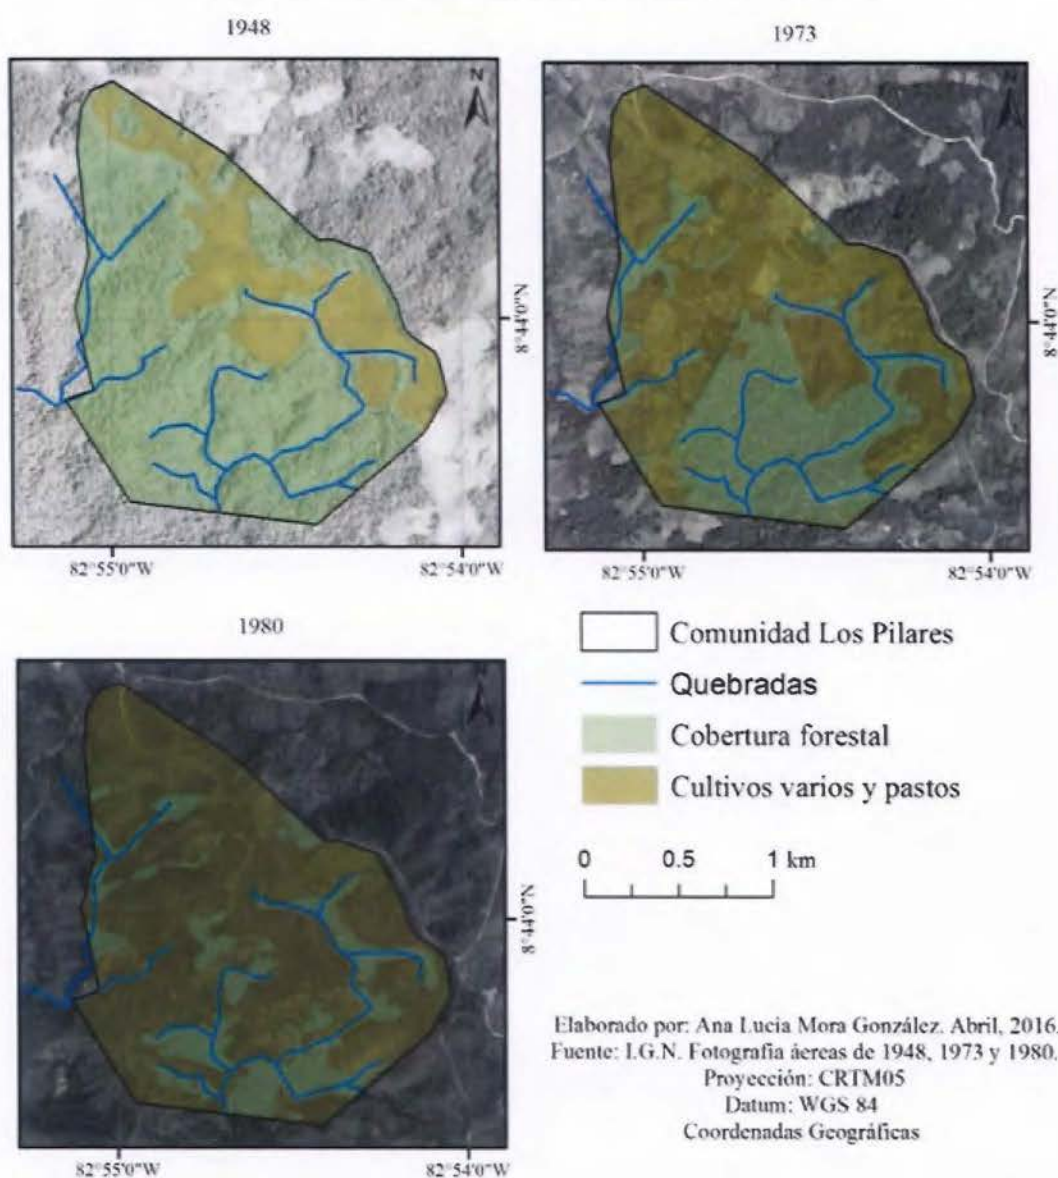 1948
1973
N
N
8°44'0"N
8°44'0"N
82°55'0"W
82°54'0"W
82°55'0"W
82°54'0"W
1980
Comunidad Los Pilares
Quebradas
Cobertura forestal
Cultivos varios y pastos
0 0.5 1 km
8°44'0"N
Elaborado por: Ana Lucia Mora González. Abril, 2016.
Fuente: I.G.N. Fotografia áereas de 1948, 1973 y 1980.
Proyección: CRTM05
Datum: WGS 84
Coordenadas Geográficas
82°55'0"W
82°54'0"W